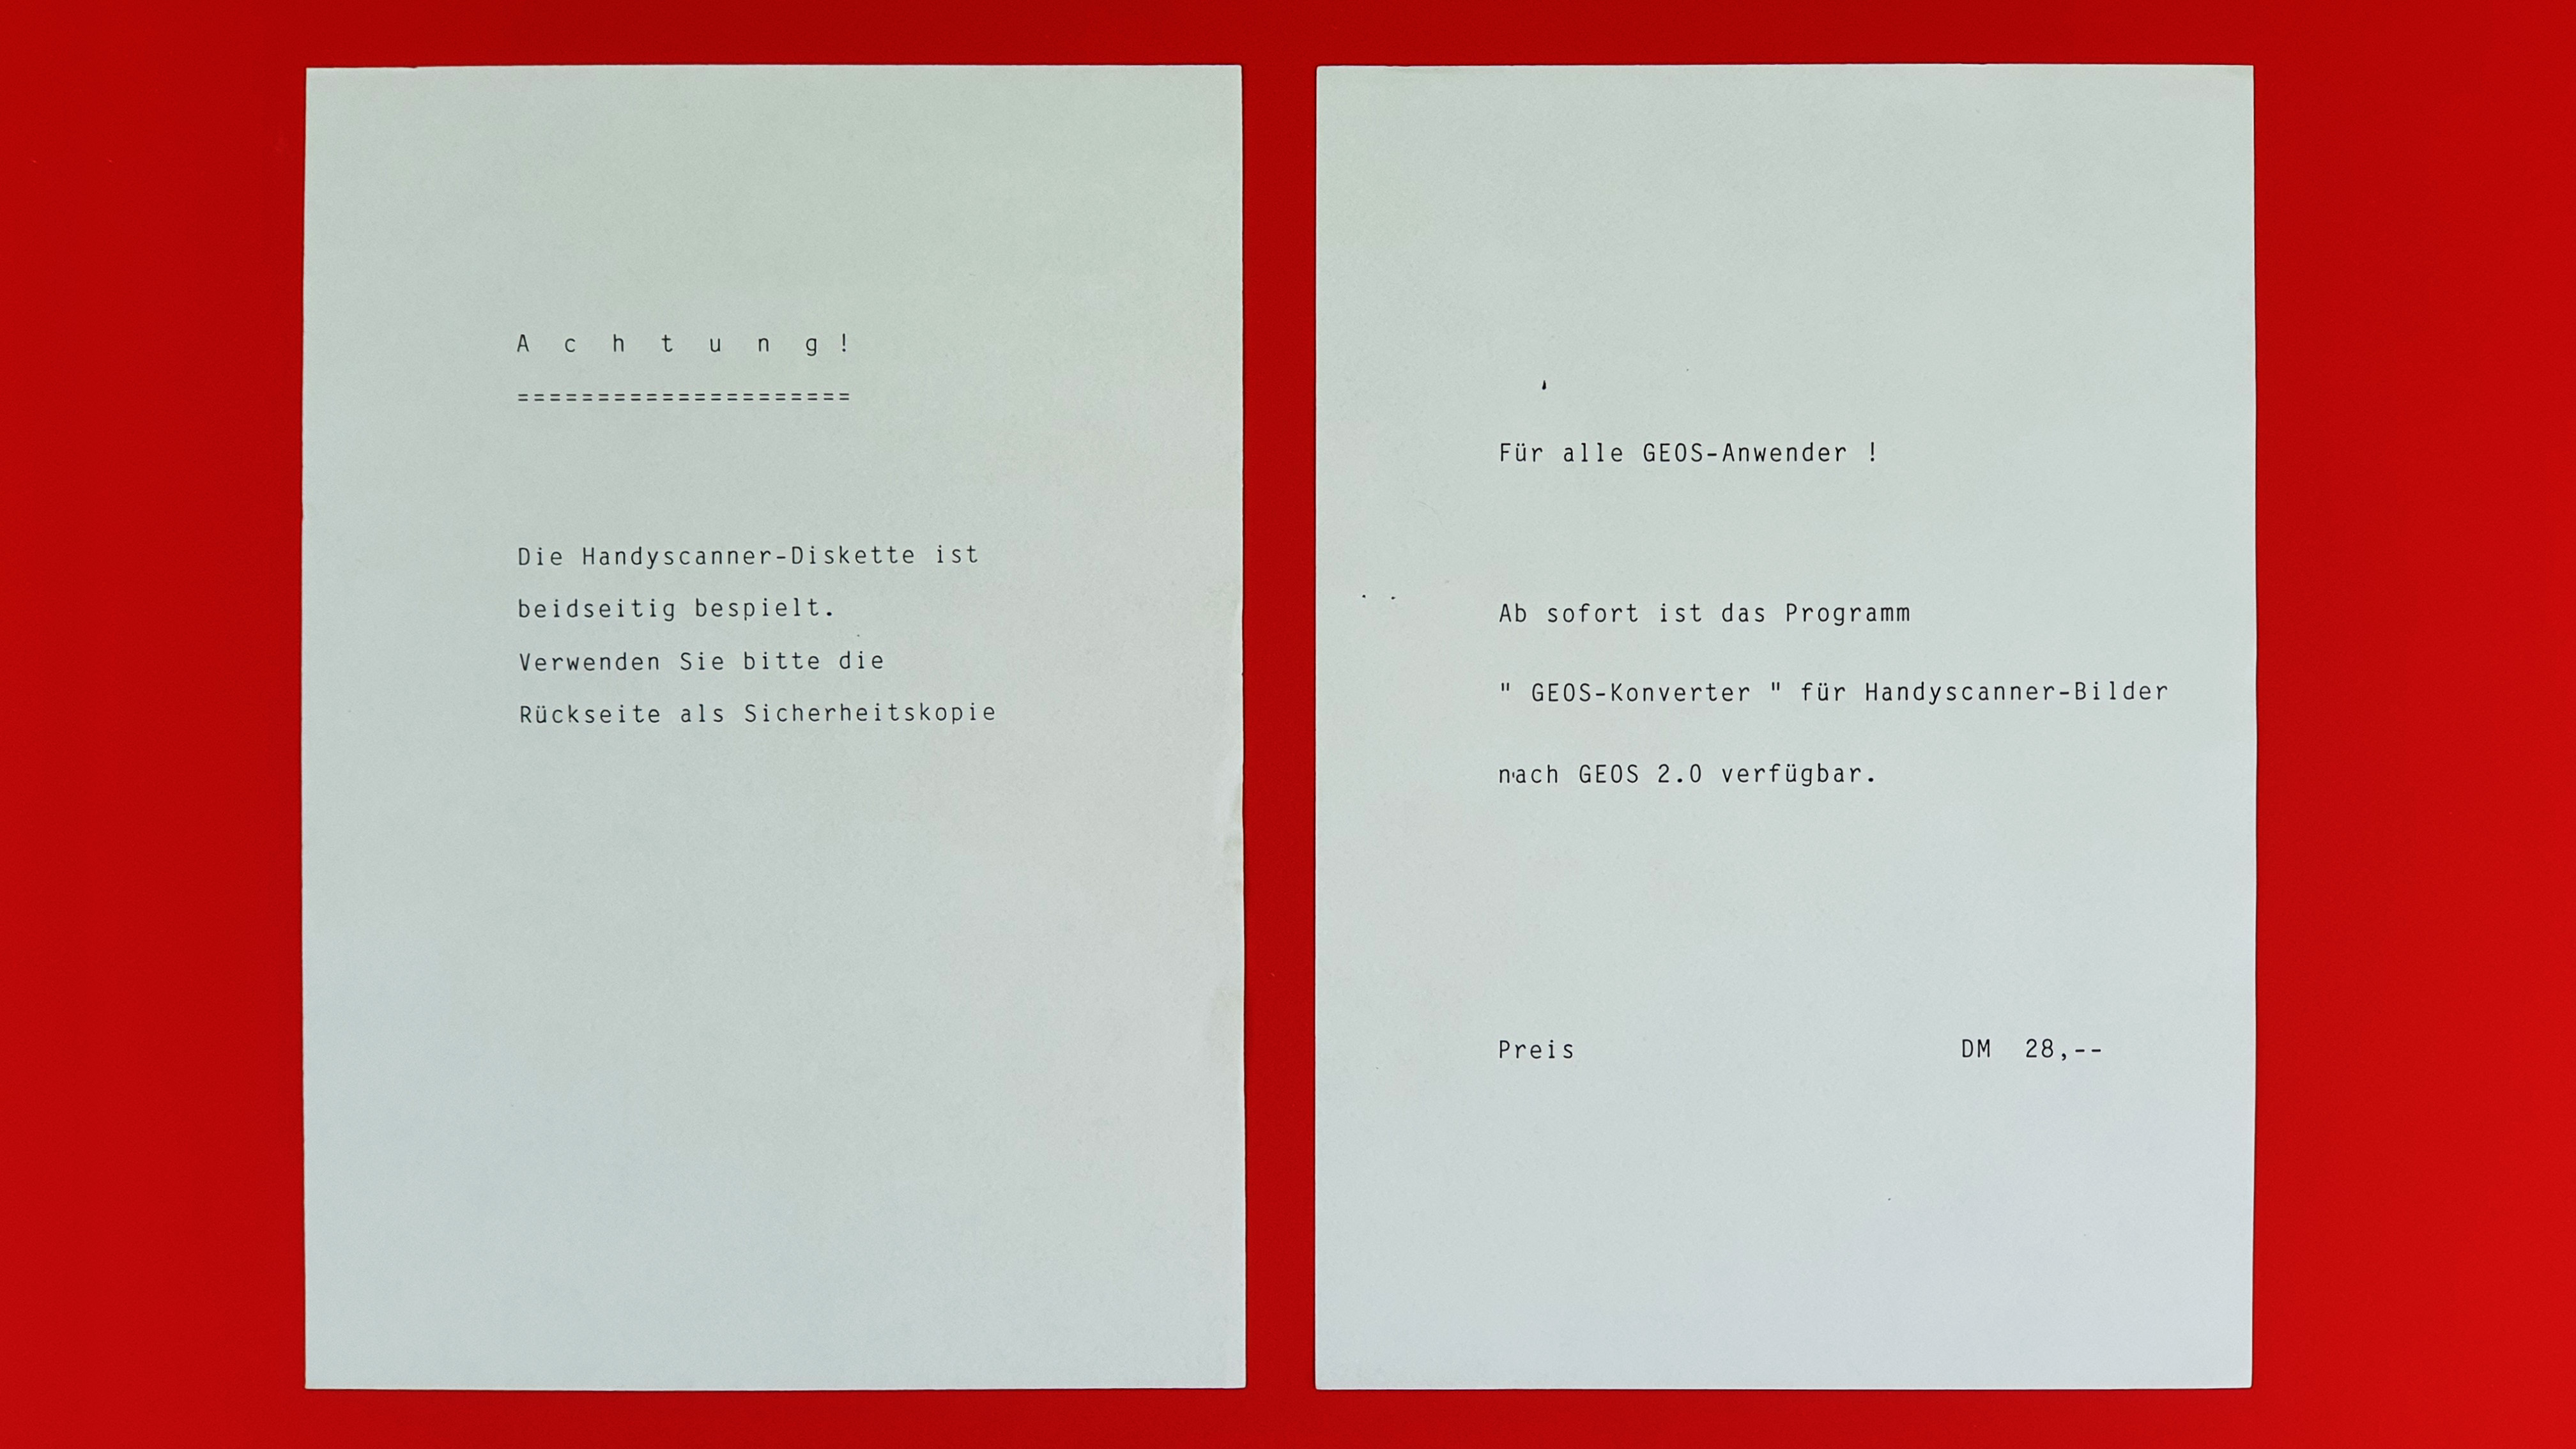 A c h t u n g !
=====================
Die Handyscanner-Diskette ist
beidseitig bespielt.
Verwenden Sie bitte die
Rückseite als Sicherheitskopie
Für alle GEOS-Anwender !
Ab sofort ist das Programm
" GEOS-Konverter " für Handyscanner-Bilder
nach GEOS 2.0 verfügbar.
Preis DM 28,--